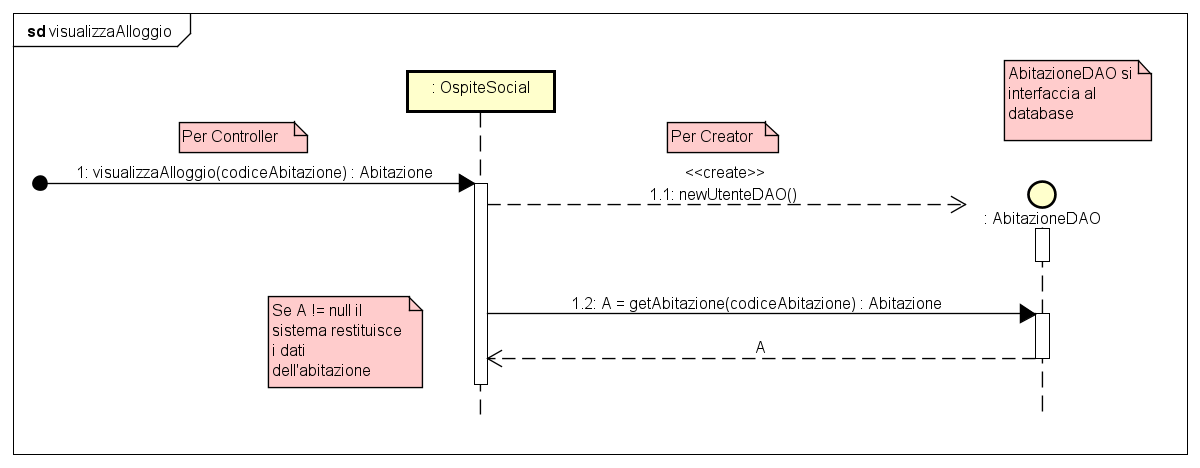 sd visualizzaAlloggio
: OspiteSocial
AbitazioneDAO si
interfaccia al
database
Per Controller
Per Creator
1: visualizzaAlloggio(codiceAbitazione) : Abitazione
<<create>>
1.1: newUtenteDAO()
: AbitazioneDAO
1.2: A = getAbitazione(codiceAbitazione) : Abitazione
Se A != null il
sistema restituisce
i dati
dell'abitazione
A